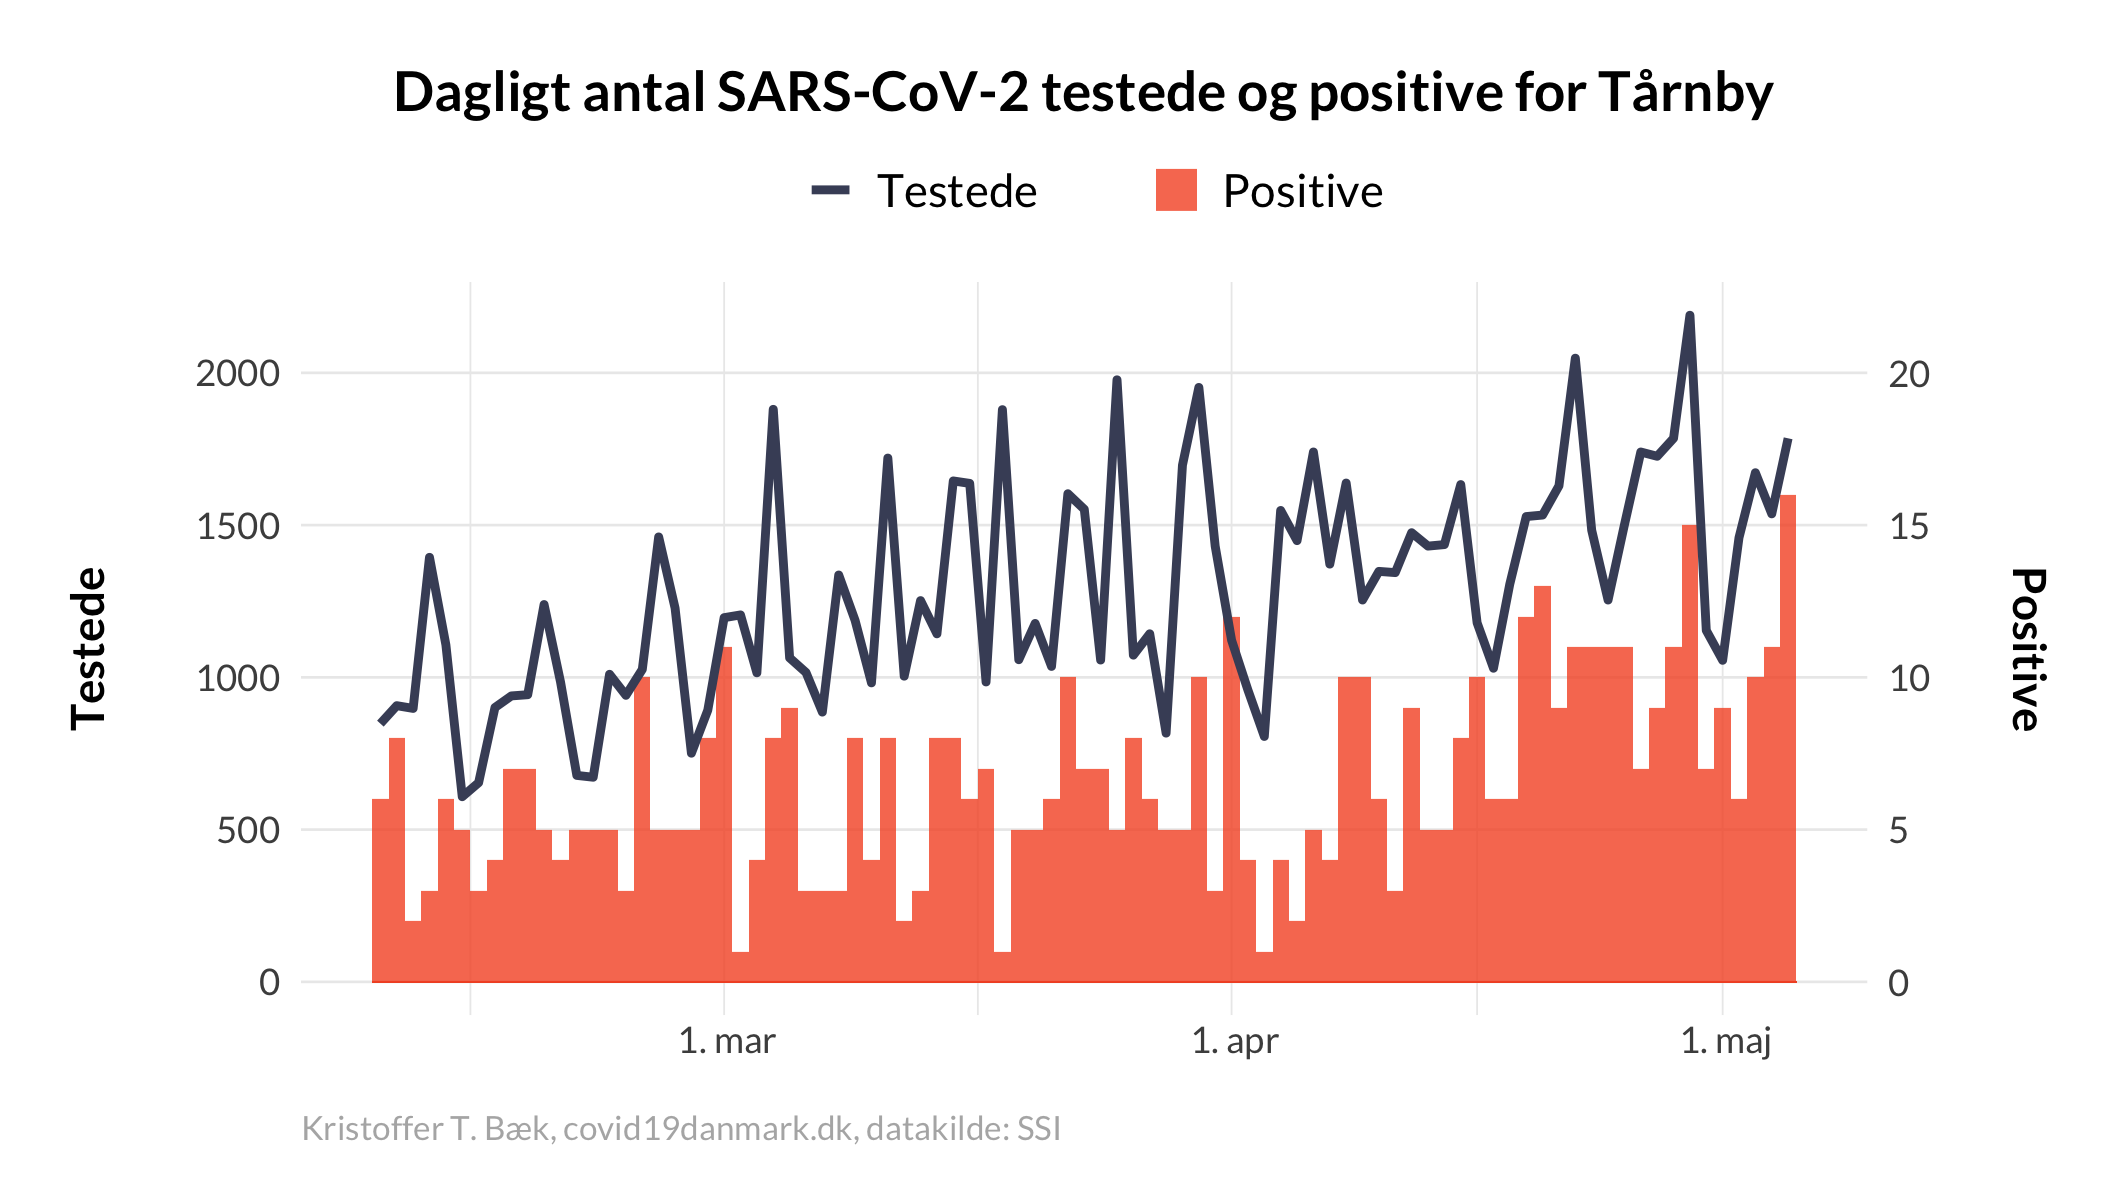 Dagligt antal SARS-CoV-2 testede og positive for Tårnby
Testede
Positive
2000
1500
1000
500
0
20
15
10
5
0
Testede
Positive
1. mar
1. apr
1. maj
Kristoffer T. Bæk, covid19danmark.dk, datakilde: SSI